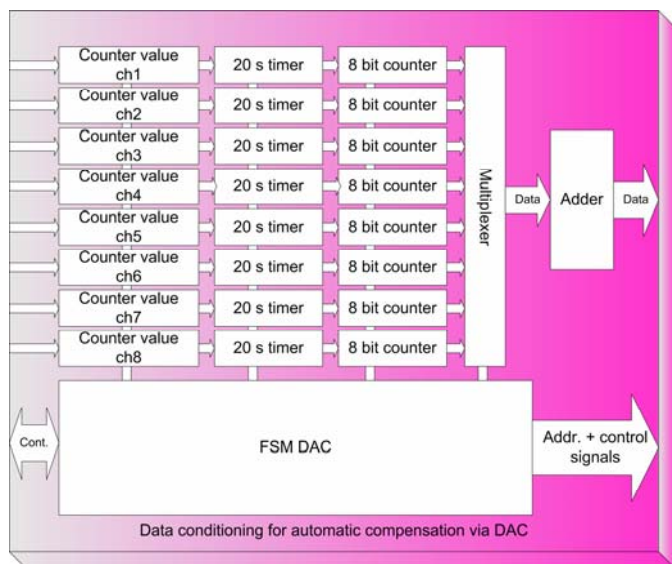 Counter value
ch1
20 s timer
8 bit counter
Counter value
ch2
20 s timer
8 bit counter
Counter value
ch3
20 s timer
8 bit counter
Counter value
ch4
20 s timer
8 bit counter
Counter value
ch5
20 s timer
8 bit counter
Counter value
ch6
20 s timer
8 bit counter
Counter value
ch7
20 s timer
8 bit counter
Counter value
ch8
20 s timer
8 bit counter
Multiplexer
Data
Adder
Data
Cont.
FSM DAC
Addr. + control
signals
Data conditioning for automatic compensation via DAC